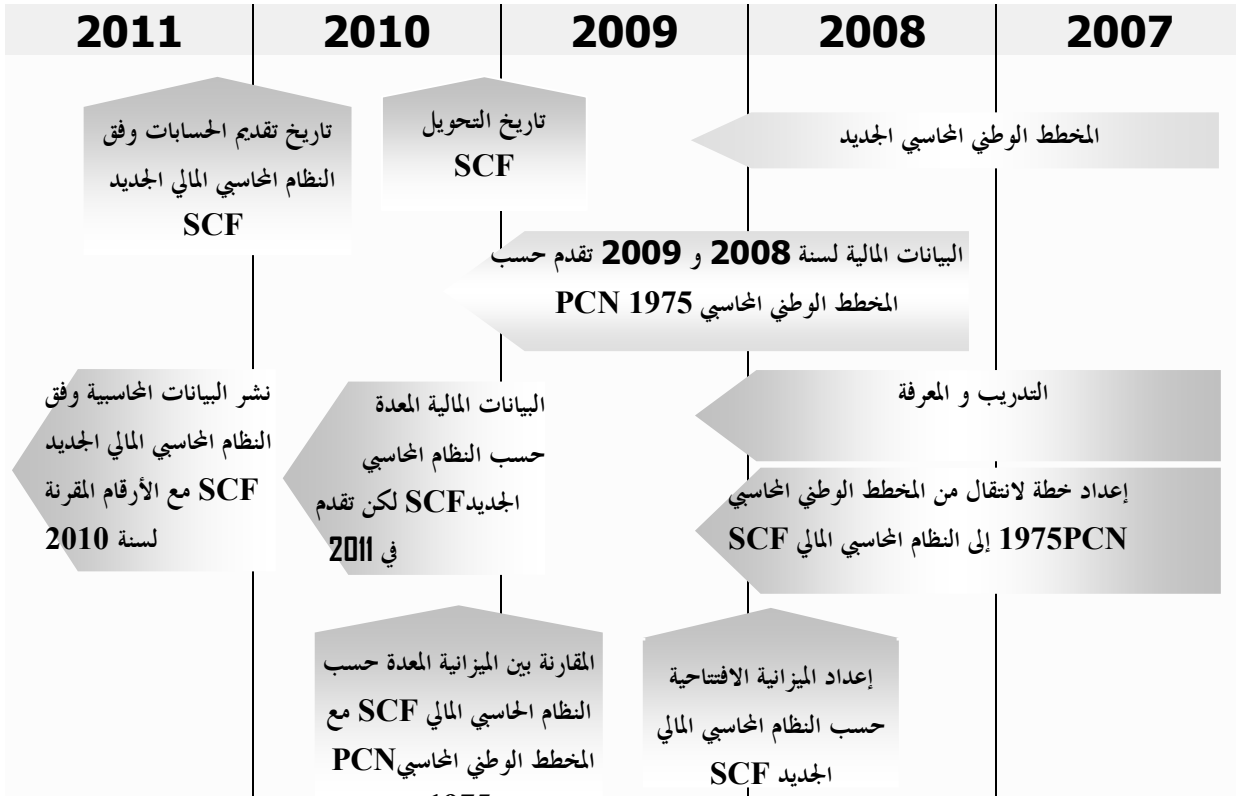 2007 2008 2009 2010 2011
المخطط الوطني المحاسبي الجديد
تاريخ التحويل
SCF
تاريخ تقديم الحسابات وفق
النظام المحاسبي المالي الجديد
SCF
البيانات المالية لسنة 2008 و 2009 تقدم حسب
المخطط الوطني المحاسبي PCN 1975
التدريب و المعرفة
إعداد خطة لانتقال من المخطط الوطني المحاسبي
1975PCN إلى النظام المحاسبي المالي SCF
البيانات المالية المعدة
حسب النظام المحاسبي
الجديدSCF لكن تقدم
في 2011
نشر البيانات المحاسبية وفق
النظام المحاسبي المالي الجديد
SCF مع الأرقام المقرنة
لسنة 2010
إعداد الميزانية الافتتاحية
حسب النظام المحاسبي المالي
الجديد SCF
المقارنة بين الميزانية المعدة حسب
النظام الحاسبي المالي SCF مع
المخطط الوطني المحاسبيPCN
1975